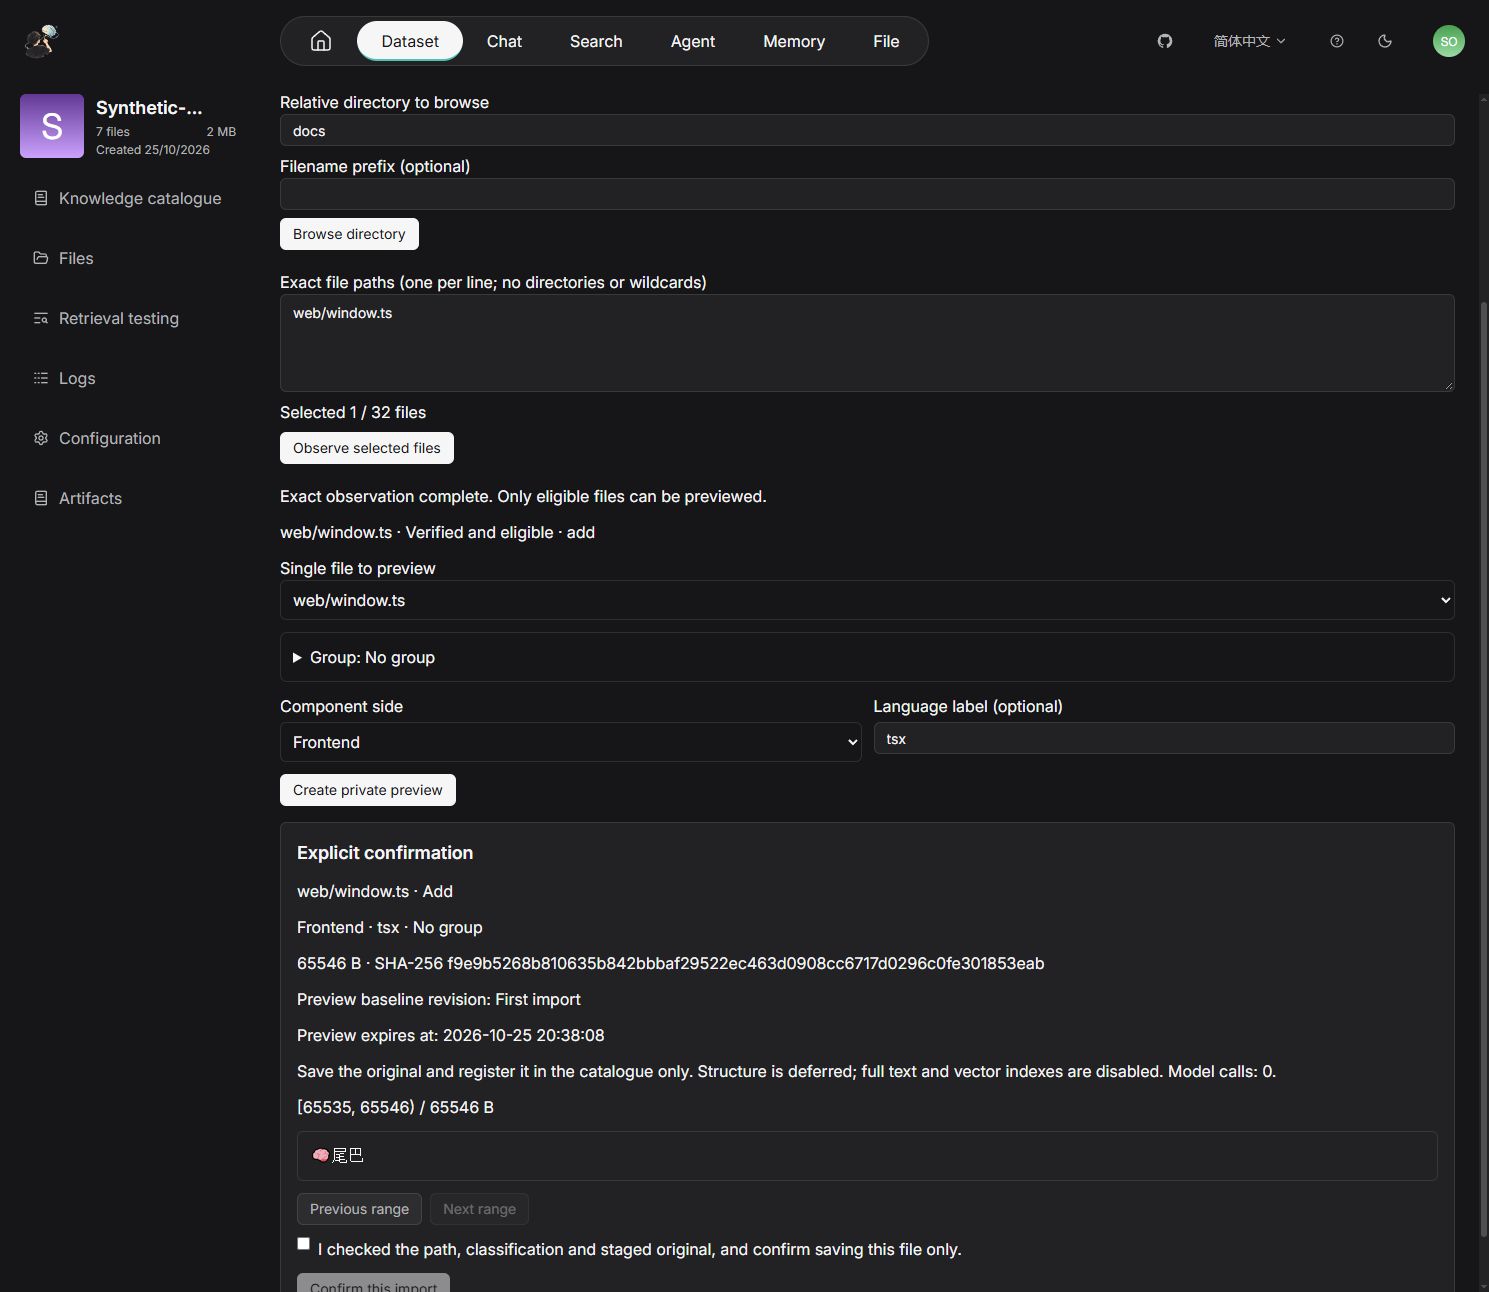 Dataset
Chat
Search
Agent
Memory
File
简体中文
SO
S
Synthetic-...
7 files
2 MB
Created 25/10/2026
Knowledge catalogue
Files
Retrieval testing
Logs
Configuration
Artifacts
Relative directory to browse
docs
Filename prefix (optional)
Browse directory
Exact file paths (one per line; no directories or wildcards)
web/window.ts
Selected 1 / 32 files
Observe selected files
Exact observation complete. Only eligible files can be previewed.
web/window.ts · Verified and eligible · add
Single file to preview
web/window.ts
Group: No group
Component side
Frontend
Language label (optional)
tsx
Create private preview
Explicit confirmation
web/window.ts · Add
Frontend · tsx · No group
65546 B · SHA-256 f9e9b5268b810635b842bbbaf29522ec463d0908cc6717d0296c0fe301853eab
Preview baseline revision: First import
Preview expires at: 2026-10-25 20:38:08
Save the original and register it in the catalogue only. Structure is deferred; full text and vector indexes are disabled. Model calls: 0.
[65535, 65546) / 65546 B
🧠尾巴
Previous range
Next range
I checked the path, classification and staged original, and confirm saving this file only.
Confirm this import